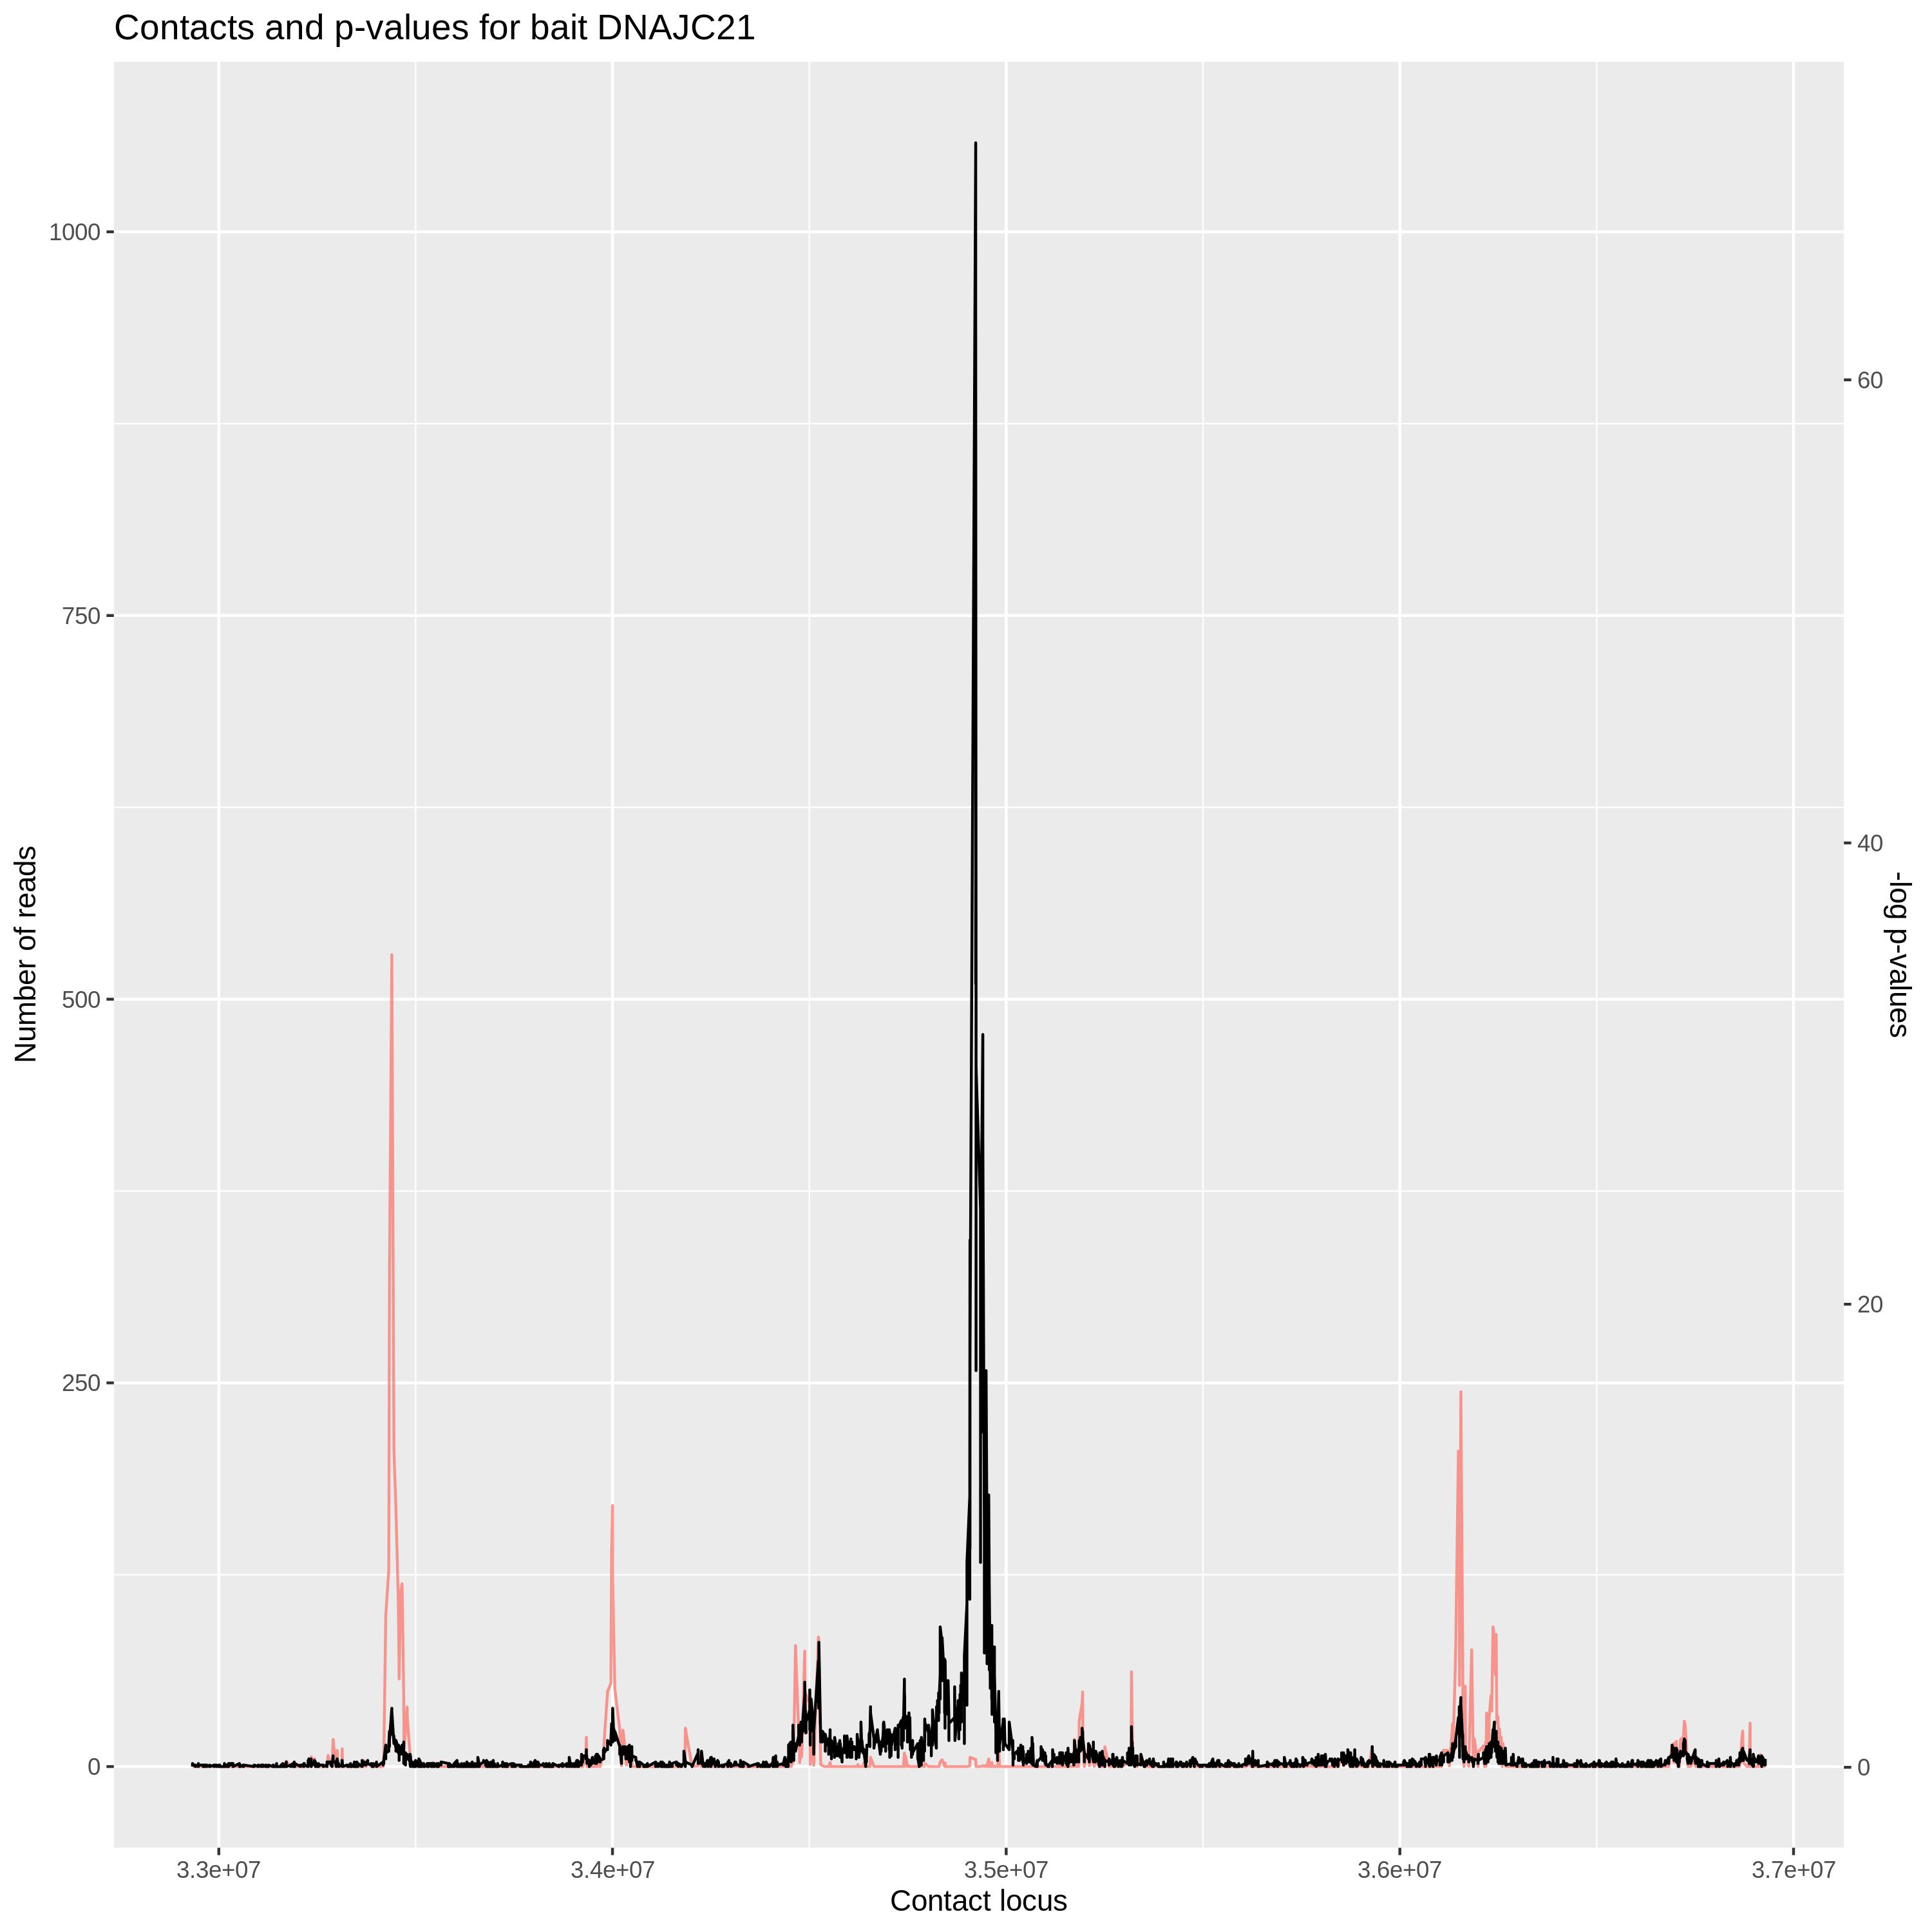 Contacts and p-values for bait DNAJC21
1000
750
500
250
0
Number of reads
60
40
20
0
-log p-values
3.3e+07
3.4e+07
3.5e+07
3.6e+07
3.7e+07
Contact locus